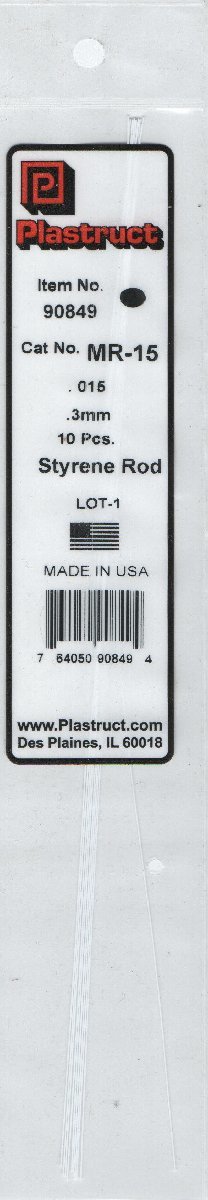 Plastruct
Item No.
90849
Cat No. MR-15
.015
.3mm
10 Pcs.
Styrene Rod
LOT-1
MADE IN USA
7 64050 90849 4
www.Plastruct.com
Des Plaines, IL 60018